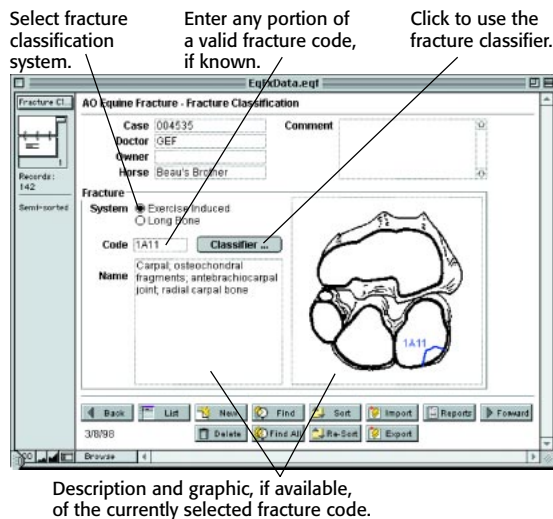 Select fracture
classification
system.
Enter any portion of
a valid fracture code,
if known.
Click to use the
fracture classifier.
EqFxData.eqf
Fracture Cl...
AO Equine Fracture - Fracture Classification
1
Records:
142
Semi-sorted
Case 004535
Comment
Doctor GEF
Owner
Horse Beau's Brother
Fracture
System Exercise Induced
Long Bone
Code 1A11 Classifier ...
Name Carpal; osteochondral
fragments; antebrachiocarpal
joint; radial carpal bone
1A11
Back List New Find Sort Import Reports Forward
3/8/98 Delete Find All Re-Sort Export
Browse
Description and graphic, if available,
of the currently selected fracture code.